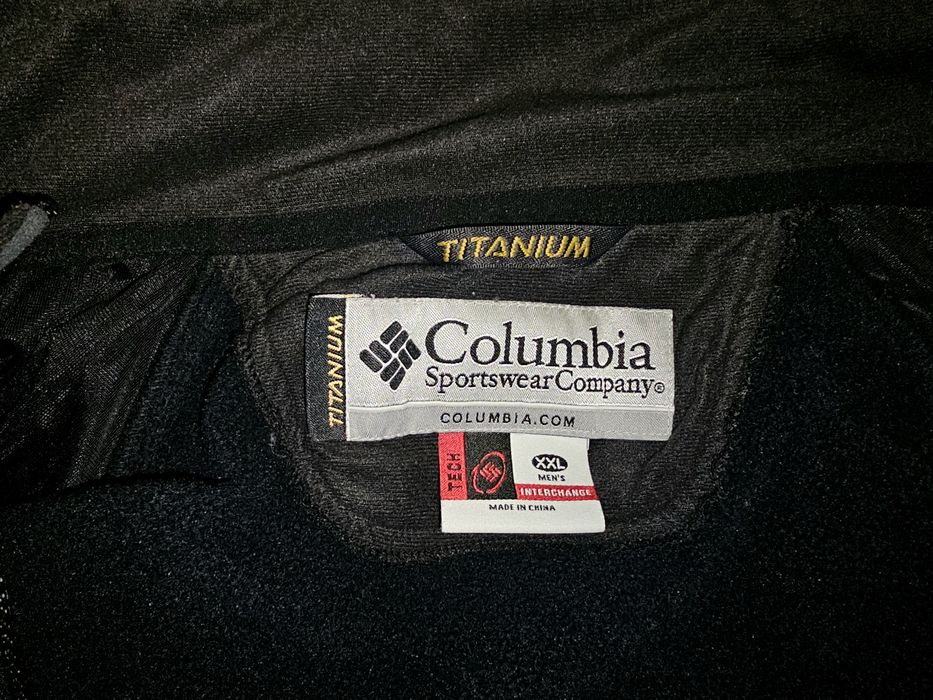 TITANIUM
TITANIUM
Columbia
Sportswear Company®
COLUMBIA.COM
TECH
XXL
MEN'S
INTERCHANGE
MADE IN CHINA